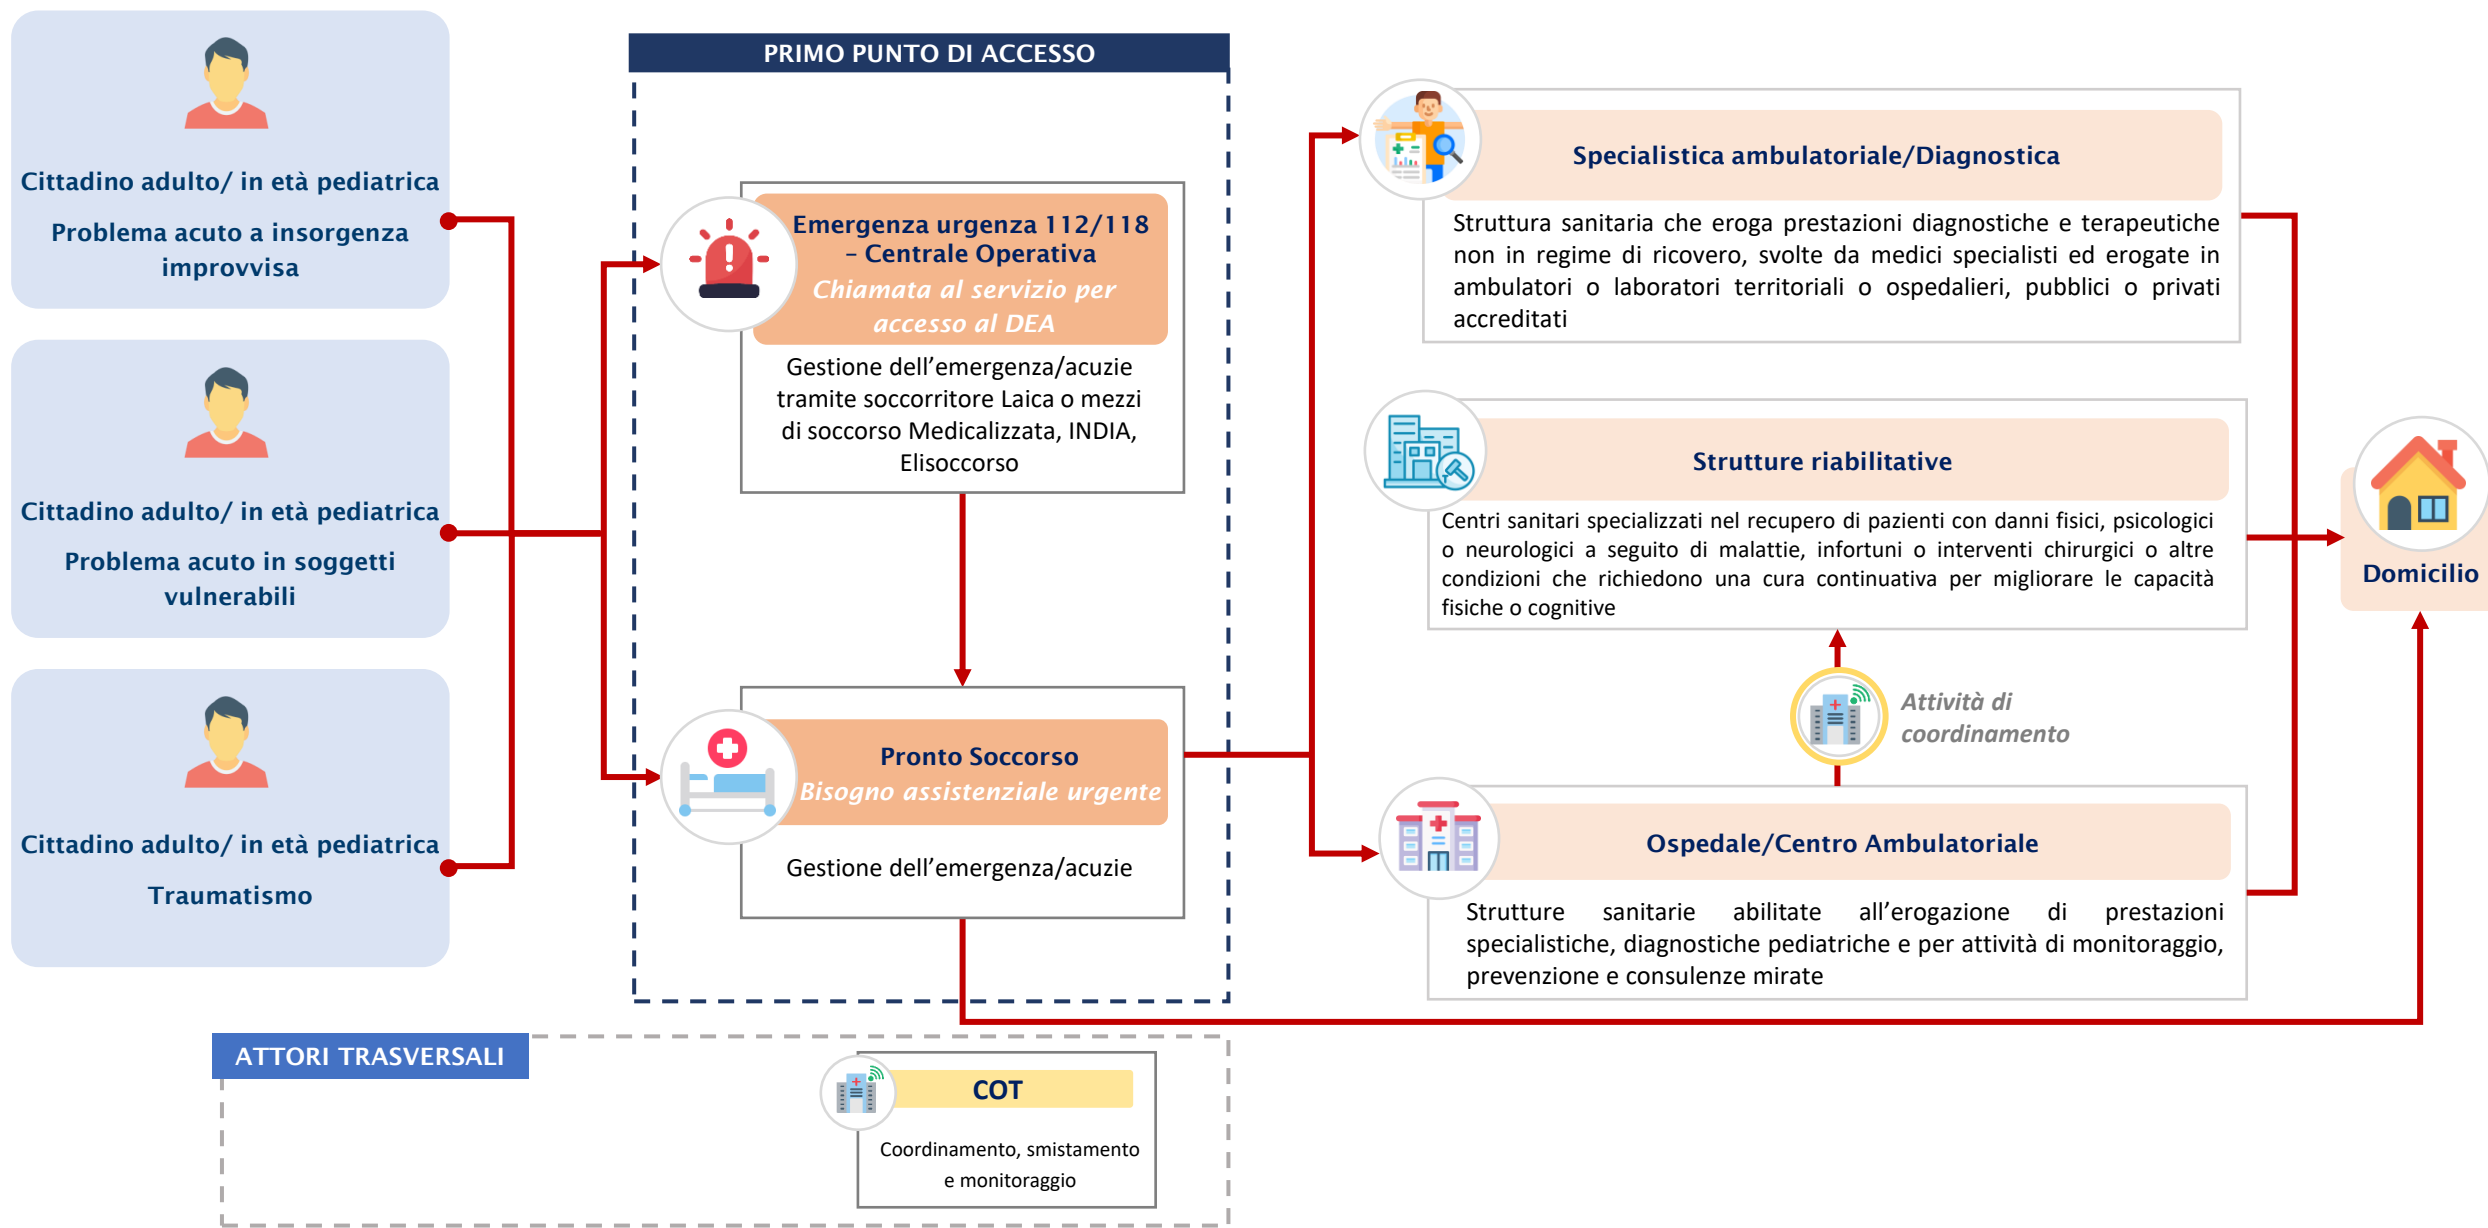 Cittadino adulto/ in età pediatrica
Problema acuto a insorgenza
improvvisa
Cittadino adulto/ in età pediatrica
Problema acuto in soggetti
vulnerabili
Cittadino adulto/ in età pediatrica
Traumatismo
PRIMO PUNTO DI ACCESSO
Emergenza urgenza 112/118
– Centrale Operativa
Chiamata al servizio per
accesso al DEA
Gestione dell’emergenza/acuzie
tramite soccorritore Laica o mezzi
di soccorso Medicalizzata, INDIA,
Elisoccorso
Pronto Soccorso
Bisogno assistenziale urgente
Gestione dell’emergenza/acuzie
Specialistica ambulatoriale/Diagnostica
Struttura sanitaria che eroga prestazioni diagnostiche e terapeutiche
non in regime di ricovero, svolte da medici specialisti ed erogate in
ambulatori o laboratori territoriali o ospedalieri, pubblici o privati
accreditati
Strutture riabilitative
Centri sanitari specializzati nel recupero di pazienti con danni fisici, psicologici
o neurologici a seguito di malattie, infortuni o interventi chirurgici o altre
condizioni che richiedono una cura continuativa per migliorare le capacità
fisiche o cognitive
Attività di
coordinamento
Ospedale/Centro Ambulatoriale
Strutture sanitarie abilitate all’erogazione di prestazioni
specialistiche, diagnostiche pediatriche e per attività di monitoraggio,
prevenzione e consulenze mirate
Domicilio
ATTORI TRASVERSALI
COT
Coordinamento, smistamento
e monitoraggio